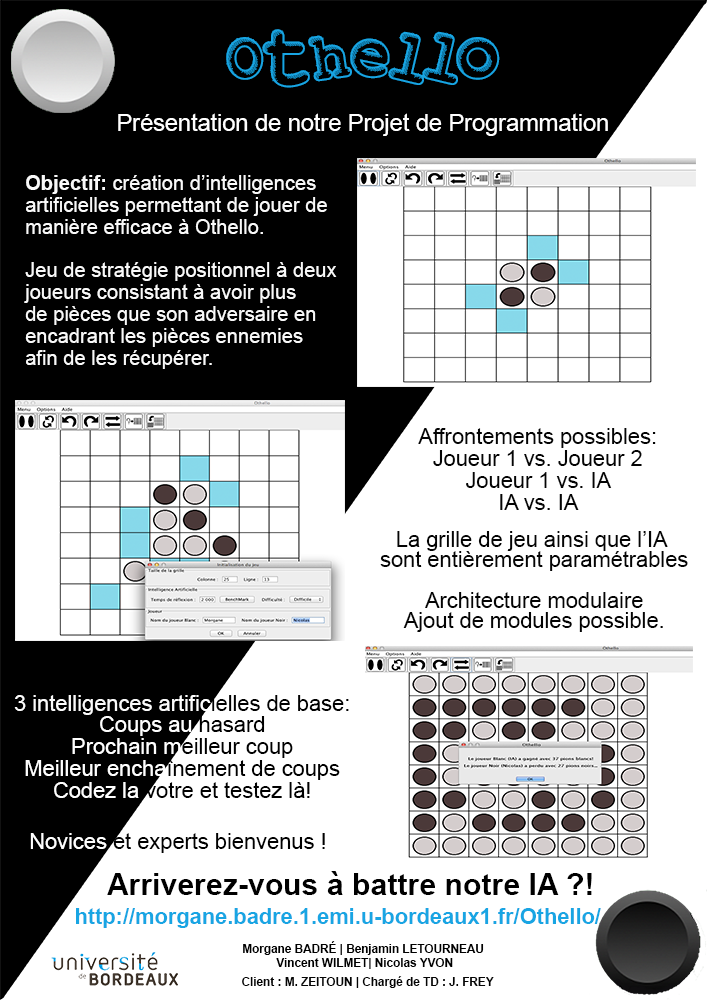 Othello
Présentation de notre Projet de Programmation
Objectif: création d'intelligences
artificielles permettant de jouer de
manière efficace à Othello.
Jeu de stratégie positionnel à deux
joueurs consistant à avoir plus
de pièces que son adversaire en
encadrant les pièces ennemies
afin de les récupérer.
Othello
Menu Options Aide
Othello
Menu Options Aide
Initialisation du jeu
Taille de la grille
Colonne : 25 Ligne : 15
Intelligence Artificielle
Temps de réflexion : 2 000 BenchMark Difficulté : Difficile
Joueur
Nom du joueur Blanc : Morgane Nom du joueur Noir : Nicolas
OK Annuler
Affrontements possibles:
Joueur 1 vs. Joueur 2
Joueur 1 vs. IA
IA vs. IA
La grille de jeu ainsi que l'IA
sont entièrement paramétrables
Architecture modulaire
Ajout de modules possible.
Othello
Menu Options Aide
Othello
Le joueur Blanc (IA) a gagné avec 37 pions blancs!
Le joueur Noir (Nicolas) a perdu avec 27 pions noirs..
OK
3 intelligences artificielles de base:
Coups au hasard
Prochain meilleur coup
Meilleur enchaînement de coups
Codez la votre et testez là!
Novices et experts bienvenus !
Arriverez-vous à battre notre IA ?!
http://morgane.badre.1.emi.u-bordeaux1.fr/Othello/
Morgane BADRÉ | Benjamin LETOURNEAU
Vincent WILMET| Nicolas YVON
Client : M. ZEITOUN | Chargé de TD : J. FREY
université
de BORDEAUX